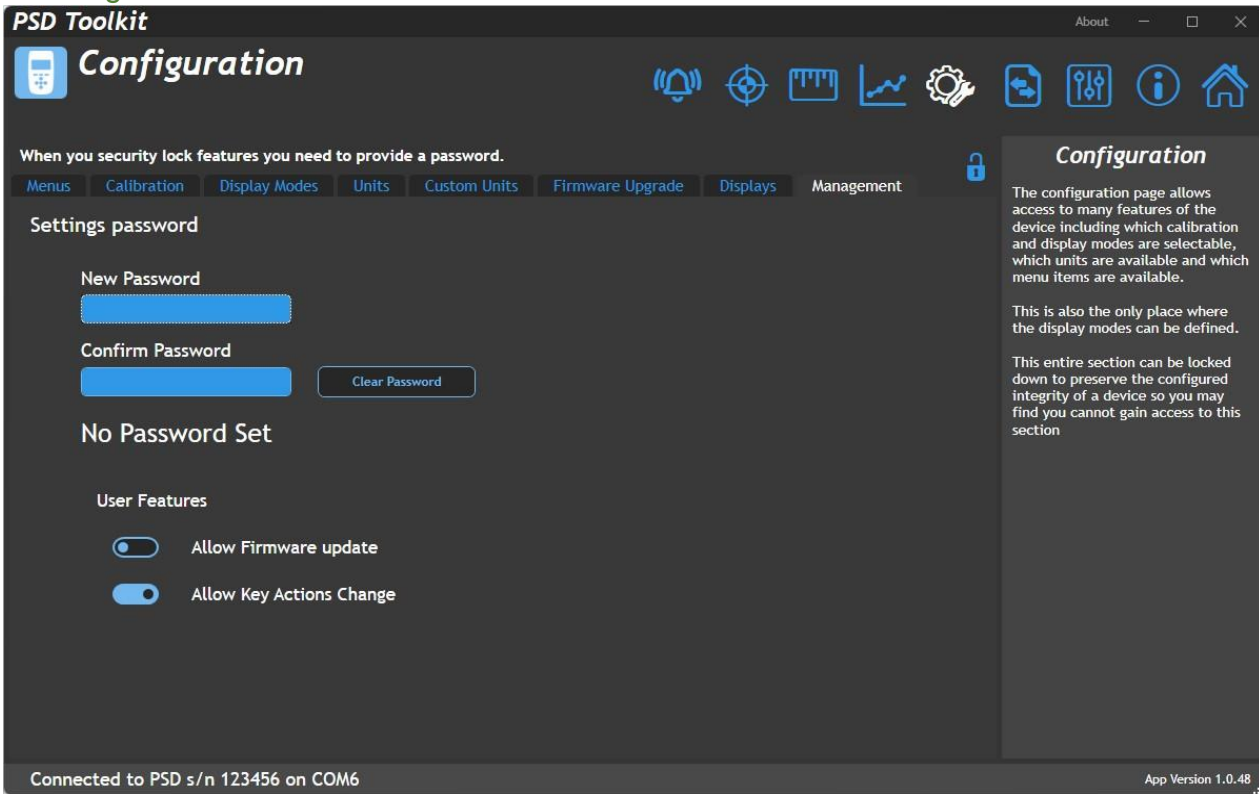 PSD Toolkit
About
Configuration
When you security lock features you need to provide a password.
Menus Calibration Display Modes Units Custom Units Firmware Upgrade Displays Management
Settings password
New Password
Confirm Password
Clear Password
No Password Set
User Features
Allow Firmware update
Allow Key Actions Change
Configuration
The configuration page allows
access to many features of the
device including which calibration
and display modes are selectable,
which units are available and which
menu items are available.
This is also the only place where
the display modes can be defined.
This entire section can be locked
down to preserve the configured
integrity of a device so you may
find you cannot gain access to this
section
Connected to PSD s/n 123456 on COM6
App Version 1.0.48